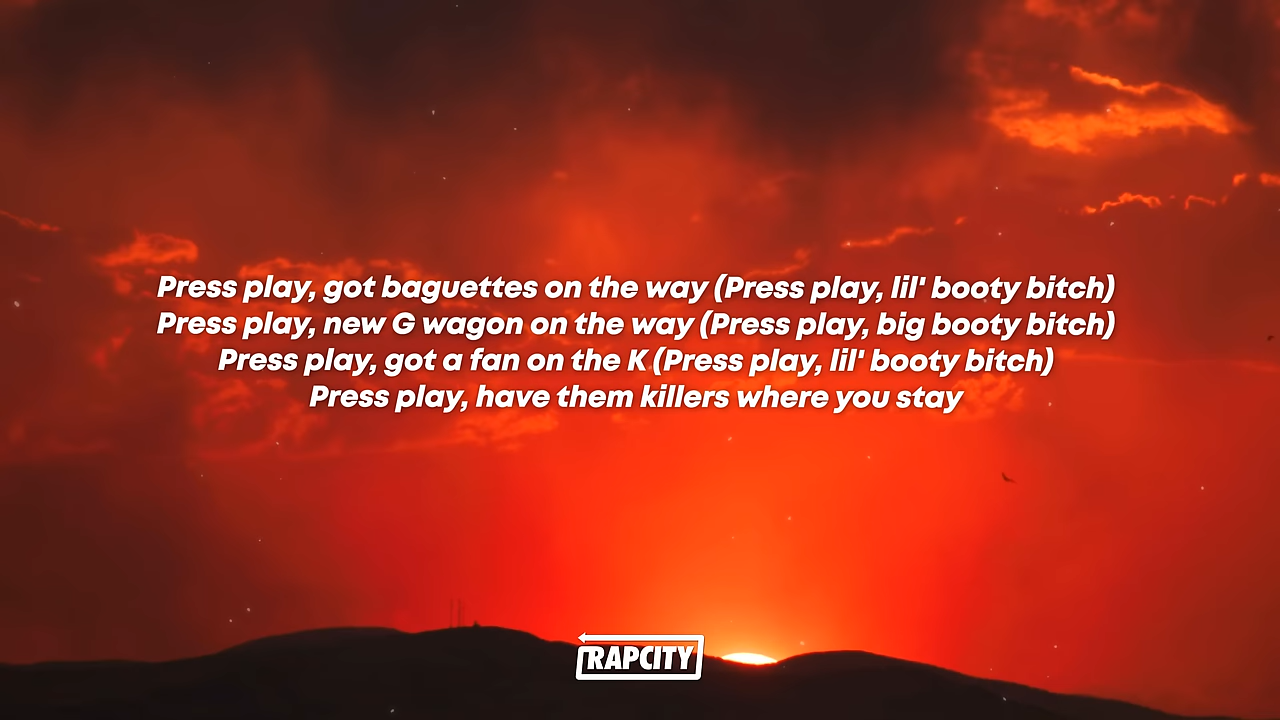 Press play, got baguettes on the way (Press play, lil' booty bitch)
Press play, new G wagon on the way (Press play, big booty bitch)
Press play, got a fan on the K (Press play, lil' booty bitch)
Press play, have them killers where you stay
RAPCITY